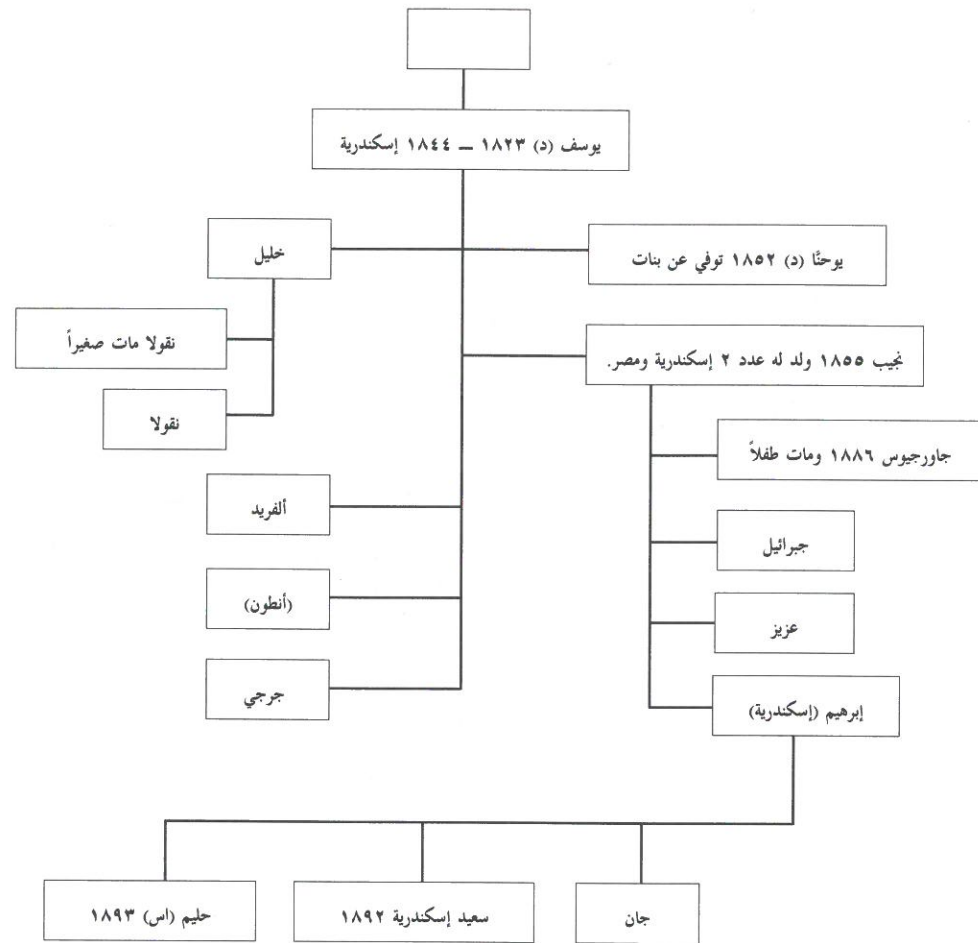 يوسف (د) ١٨٢٣ ــ ١٨٤٤ إسكندرية
يوحنَّا (د) ١٨٥٢ توفي عن بنات
خليل
نقولا مات صغيراً
نقولا
نجيب ١٨٥٥ ولد له عدد ٢ إسكندرية ومصر.
جاورجيوس ١٨٨٦ ومات طفلاً
جبرائيل
عزيز
إبرهيم (إسكندرية)
ألفريد
(أنطون)
جرجي
جان
سعيد إسكندرية ١٨٩٢
حليم (اس) ١٨٩٣